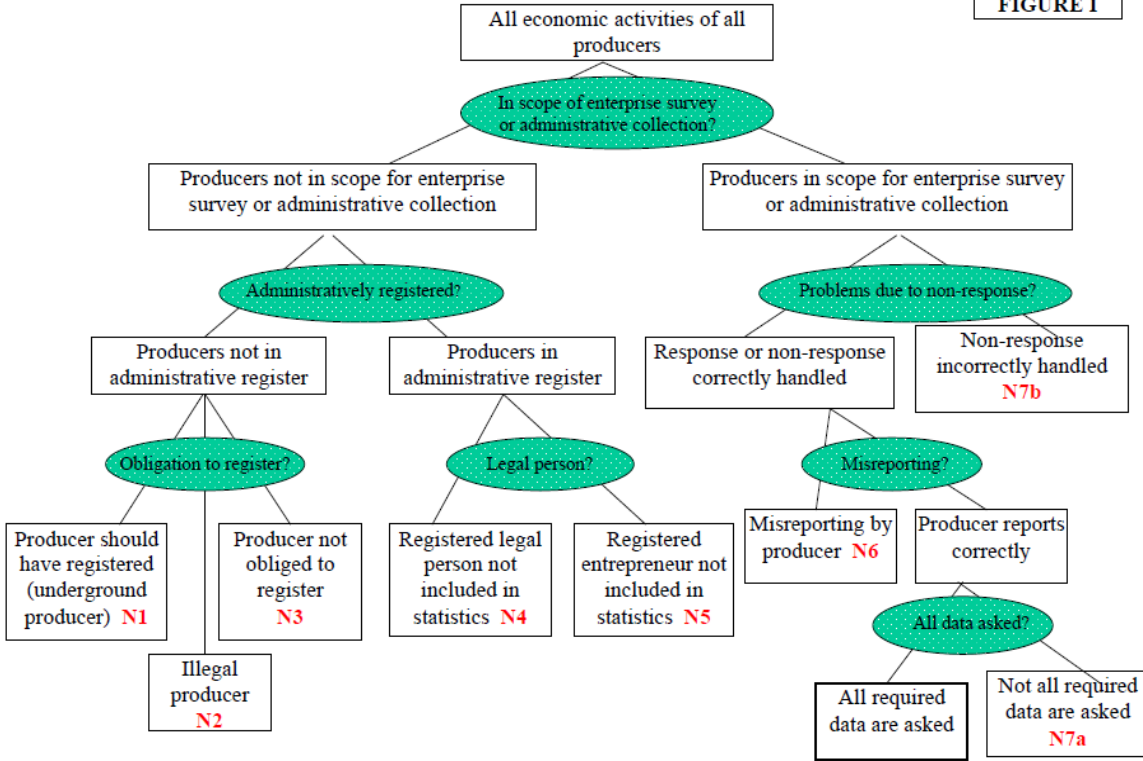 FIGURE 1
All economic activities of all
producers
In scope of enterprise survey
or administrative collection?
Producers not in scope for enterprise
survey or administrative collection
Producers in scope for enterprise survey
or administrative collection
Administratively registered?
Problems due to non-response?
Producers not in
administrative register
Producers in
administrative register
Response or non-response
correctly handled
Non-response
incorrectly handled
N7b
Obligation to register?
Legal person?
Misreporting?
Producer should
have registered
(underground
producer) N1
Producer not
obliged to
register
N3
Registered legal
person not
included in
statistics N4
Registered
entrepreneur not
included in
statistics N5
Misreporting by
producer N6
Producer reports
correctly
All data asked?
Illegal
producer
N2
All required
data are asked
Not all required
data are asked
N7a